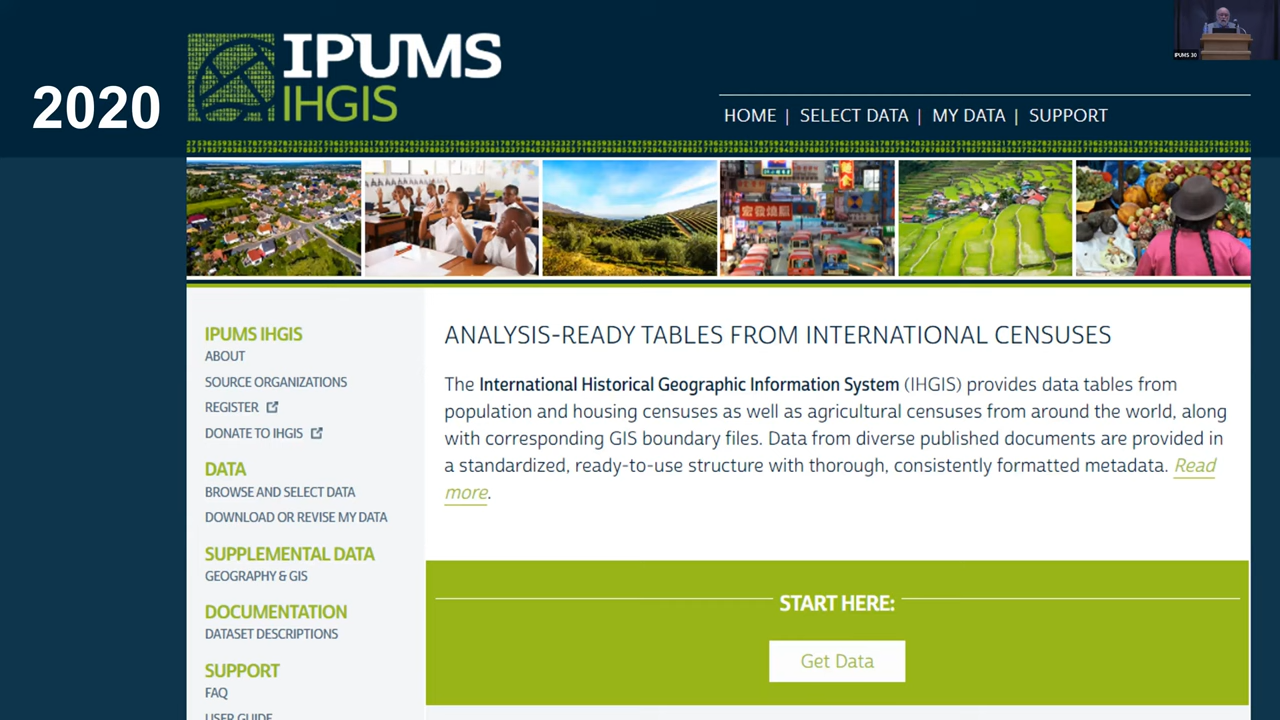 IPUMS 30
2020
IPUMS
IHGIS
HOME | SELECT DATA | MY DATA | SUPPORT
IPUMS IHGIS
ABOUT
SOURCE ORGANIZATIONS
REGISTER
DONATE TO IHGIS
DATA
BROWSE AND SELECT DATA
DOWNLOAD OR REVISE MY DATA
SUPPLEMENTAL DATA
GEOGRAPHY & GIS
DOCUMENTATION
DATASET DESCRIPTIONS
SUPPORT
FAQ
USER GUIDE
ANALYSIS-READY TABLES FROM INTERNATIONAL CENSUSES
The International Historical Geographic Information System (IHGIS) provides data tables from
population and housing censuses as well as agricultural censuses from around the world, along
with corresponding GIS boundary files. Data from diverse published documents are provided in
a standardized, ready-to-use structure with thorough, consistently formatted metadata. Read
more.
START HERE:
Get Data